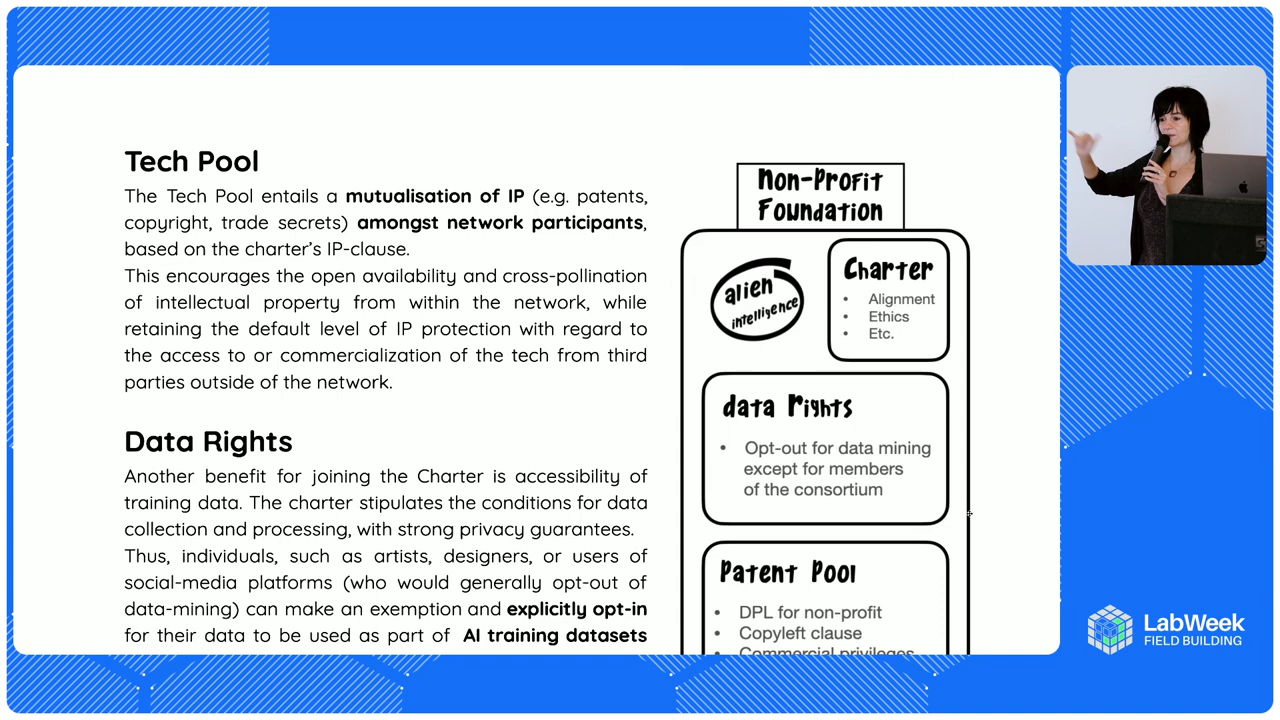 Tech Pool
The Tech Pool entails a mutualisation of IP (e.g. patents,
copyright, trade secrets) amongst network participants,
based on the charter's IP-clause.
This encourages the open availability and cross-pollination
of intellectual property from within the network, while
retaining the default level of IP protection with regard to
the access to or commercialization of the tech from third
parties outside of the network.
Data Rights
Another benefit for joining the Charter is accessibility of
training data. The charter stipulates the conditions for data
collection and processing, with strong privacy guarantees.
Thus, individuals, such as artists, designers, or users of
social-media platforms (who would generally opt-out of
data-mining) can make an exemption and explicitly opt-in
for their data to be used as part of AI training datasets
Non-Profit
Foundation
alien
intelligence
Charter
• Alignment
• Ethics
• Etc.
data Rights
• Opt-out for data mining
except for members
of the consortium
Patent Pool
• DPL for non-profit
• Copyleft clause
• Commercial privileges
LabWeek
FIELD BUILDING